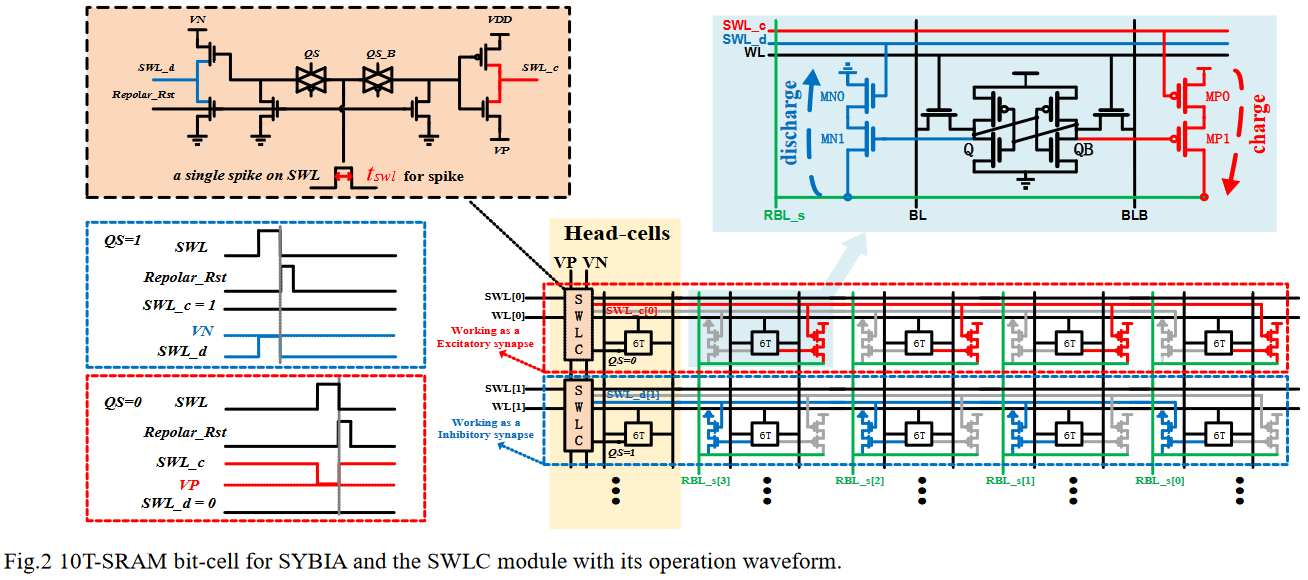 VN
VDD
QS
QS_B
SWL_d
SWL_c
Repolar_Rst
VP
a single spike on SWL
tswl for spike
SWL_c
SWL_d
WL
MN0
MN1
discharge
Q
QB
MP0
MP1
charge
RBL_s
BL
BLB
QS=1
SWL
Repolar_Rst
SWL_c = 1
VN
SWL_d
QS=0
SWL
Repolar_Rst
SWL_c
VP
SWL_d = 0
Head-cells
VP VN
SWL[0]
WL[0]
SWLC
SWL_c[0]
6T
QS=0
6T
6T
6T
6T
Working as a
Excitatory synapse
SWL[1]
WL[1]
SWLC
SWL_d[1]
6T
QS=1
6T
6T
6T
6T
Working as a
Inhibitory synapse
RBL_s[3]
RBL_s[2]
RBL_s[1]
RBL_s[0]
Fig.2 10T-SRAM bit-cell for SYBIA and the SWLC module with its operation waveform.